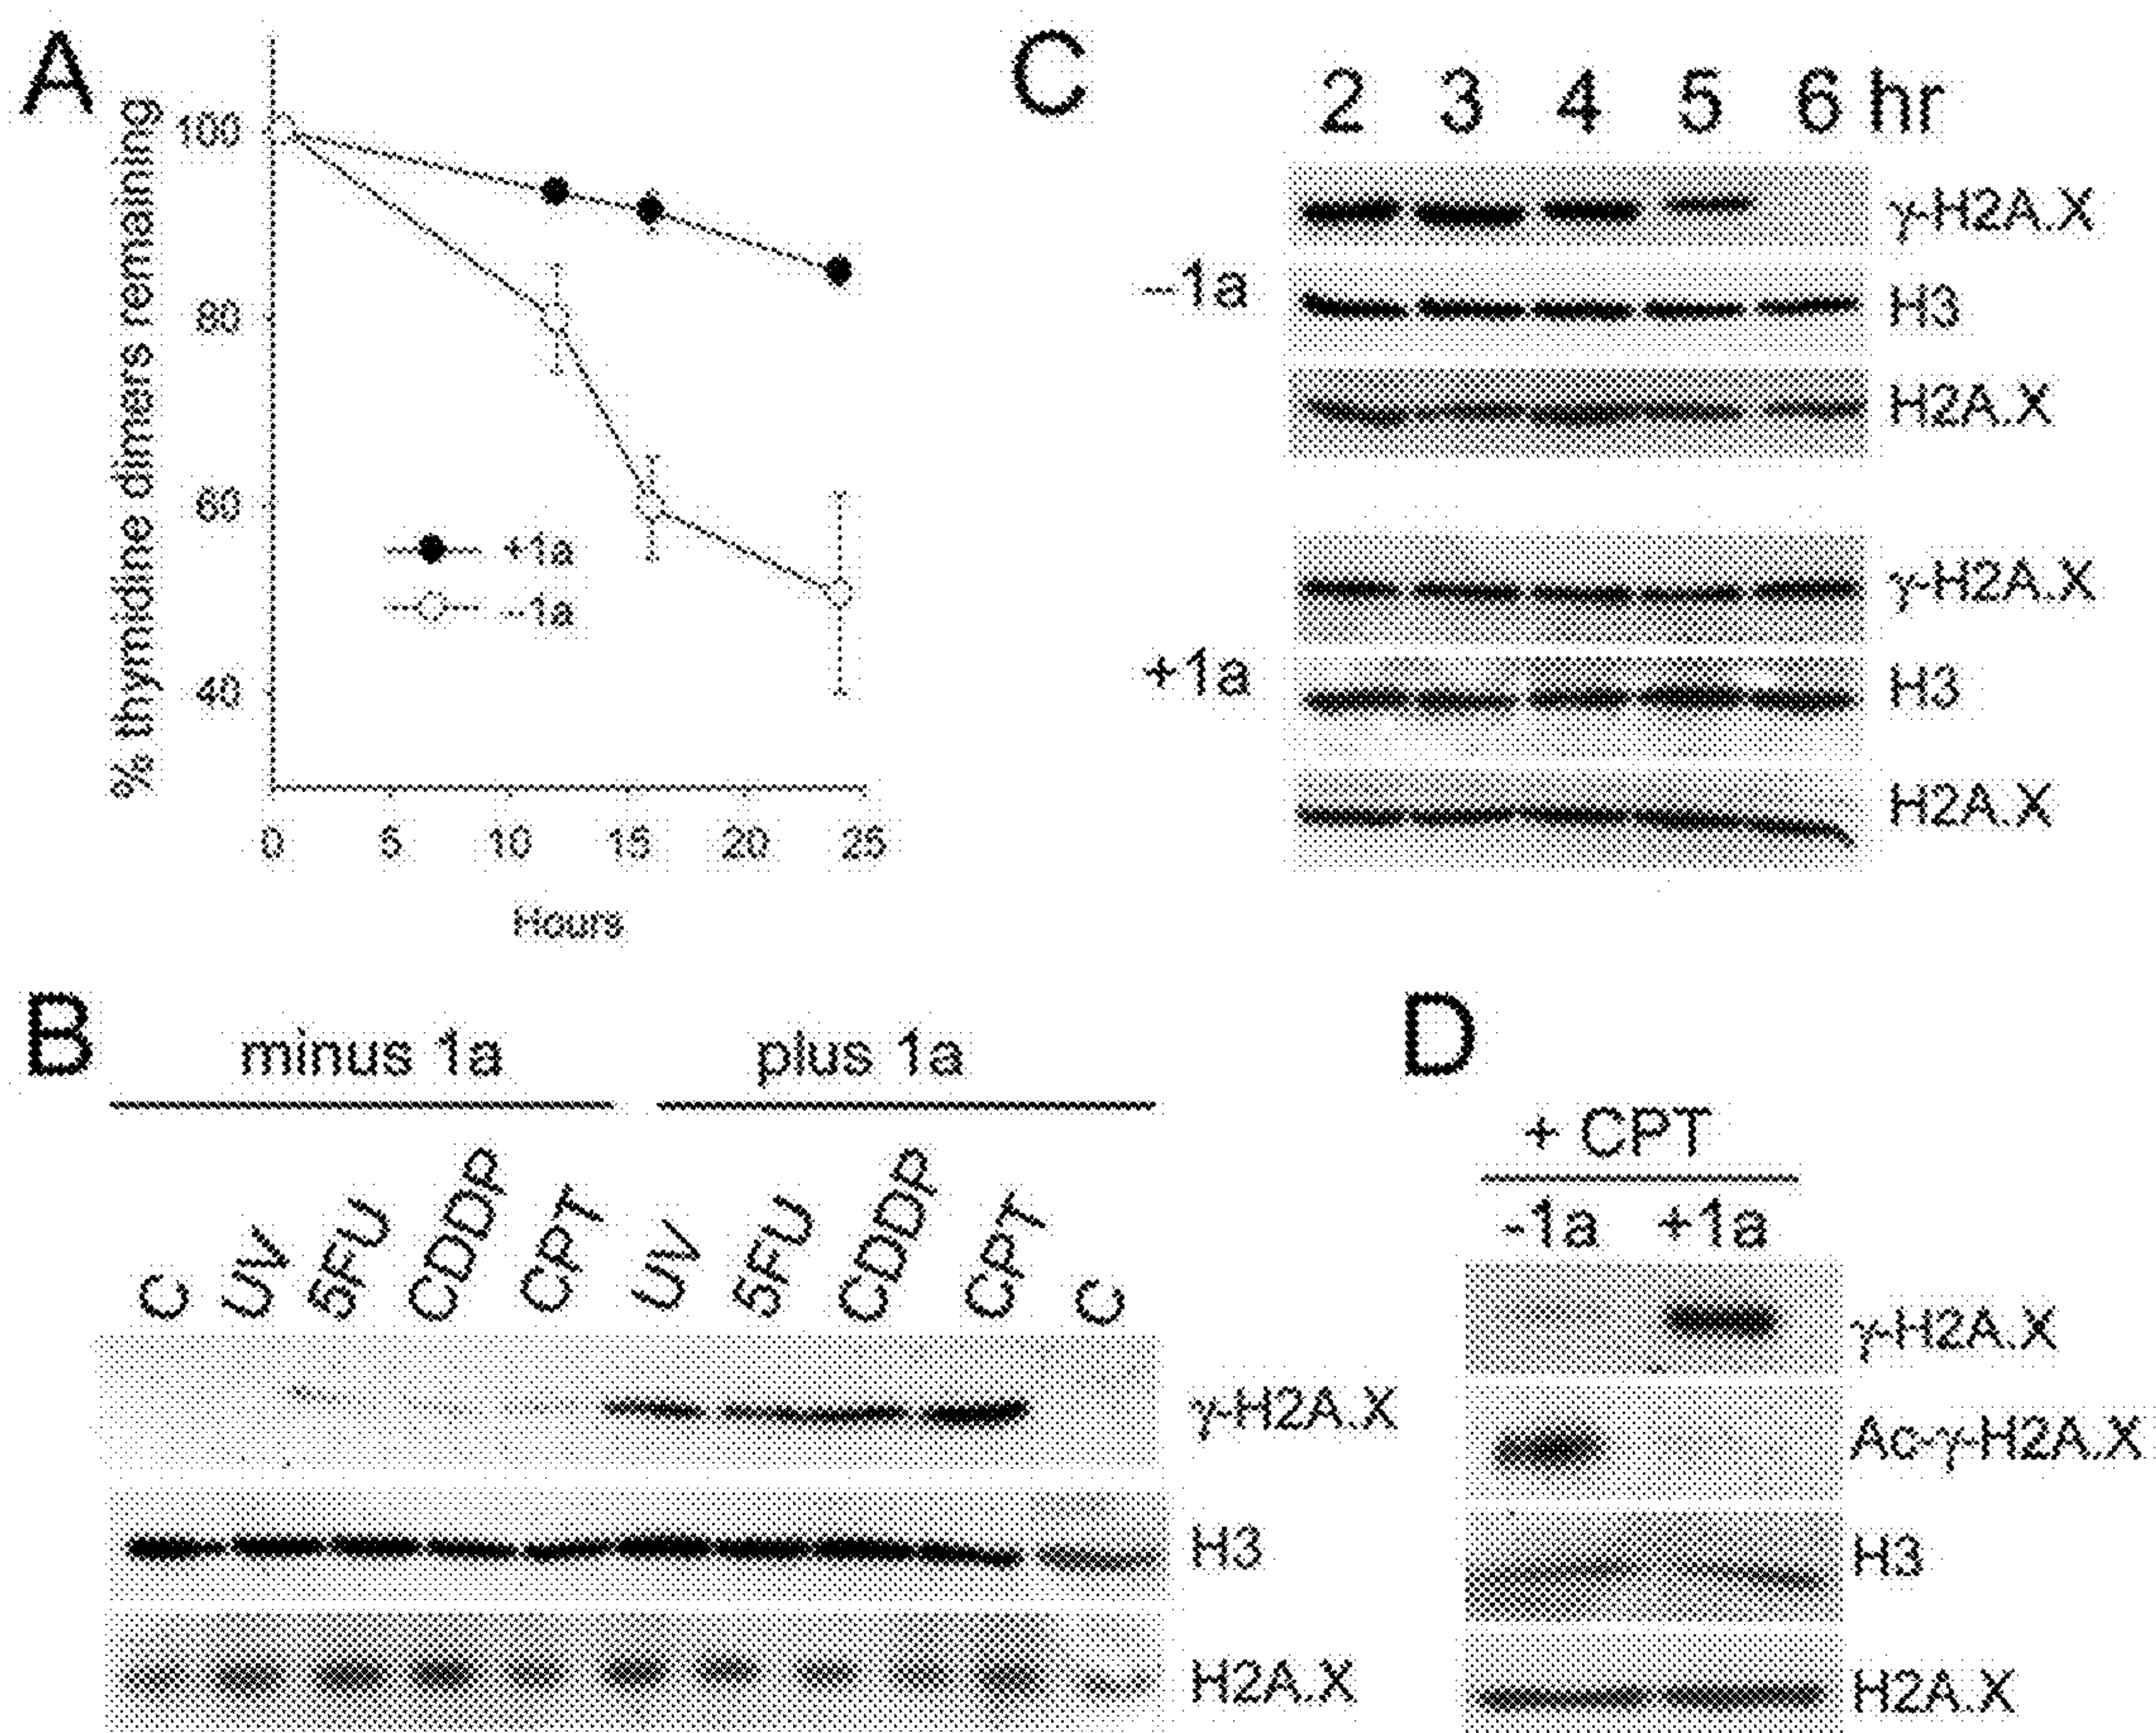 A
% thymidine dimers remaining
100
80
60
40
+1a
-1a
0 5 10 15 20 25
Hours
C
2 3 4 5 6 hr
-1a
γ-H2A.X
H3
H2A.X
+1a
γ-H2A.X
H3
H2A.X
B
minus 1a plus 1a
C UV 5FU CDDP CPT UV 5FU CDDP CPT C
γ-H2A.X
H3
H2A.X
D
+ CPT
-1a +1a
γ-H2A.X
Ac-γ-H2A.X
H3
H2A.X